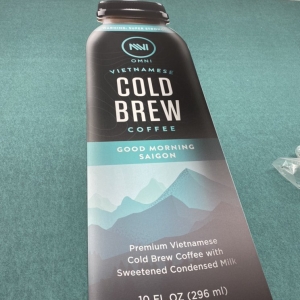 OMNI
VIETNAMESE
COLD
BREW
COFFEE
GOOD MORNING
SAIGON
Premium Vietnamese
Cold Brew Coffee with
Sweetened Condensed Milk
10 FL OZ (296 ml)